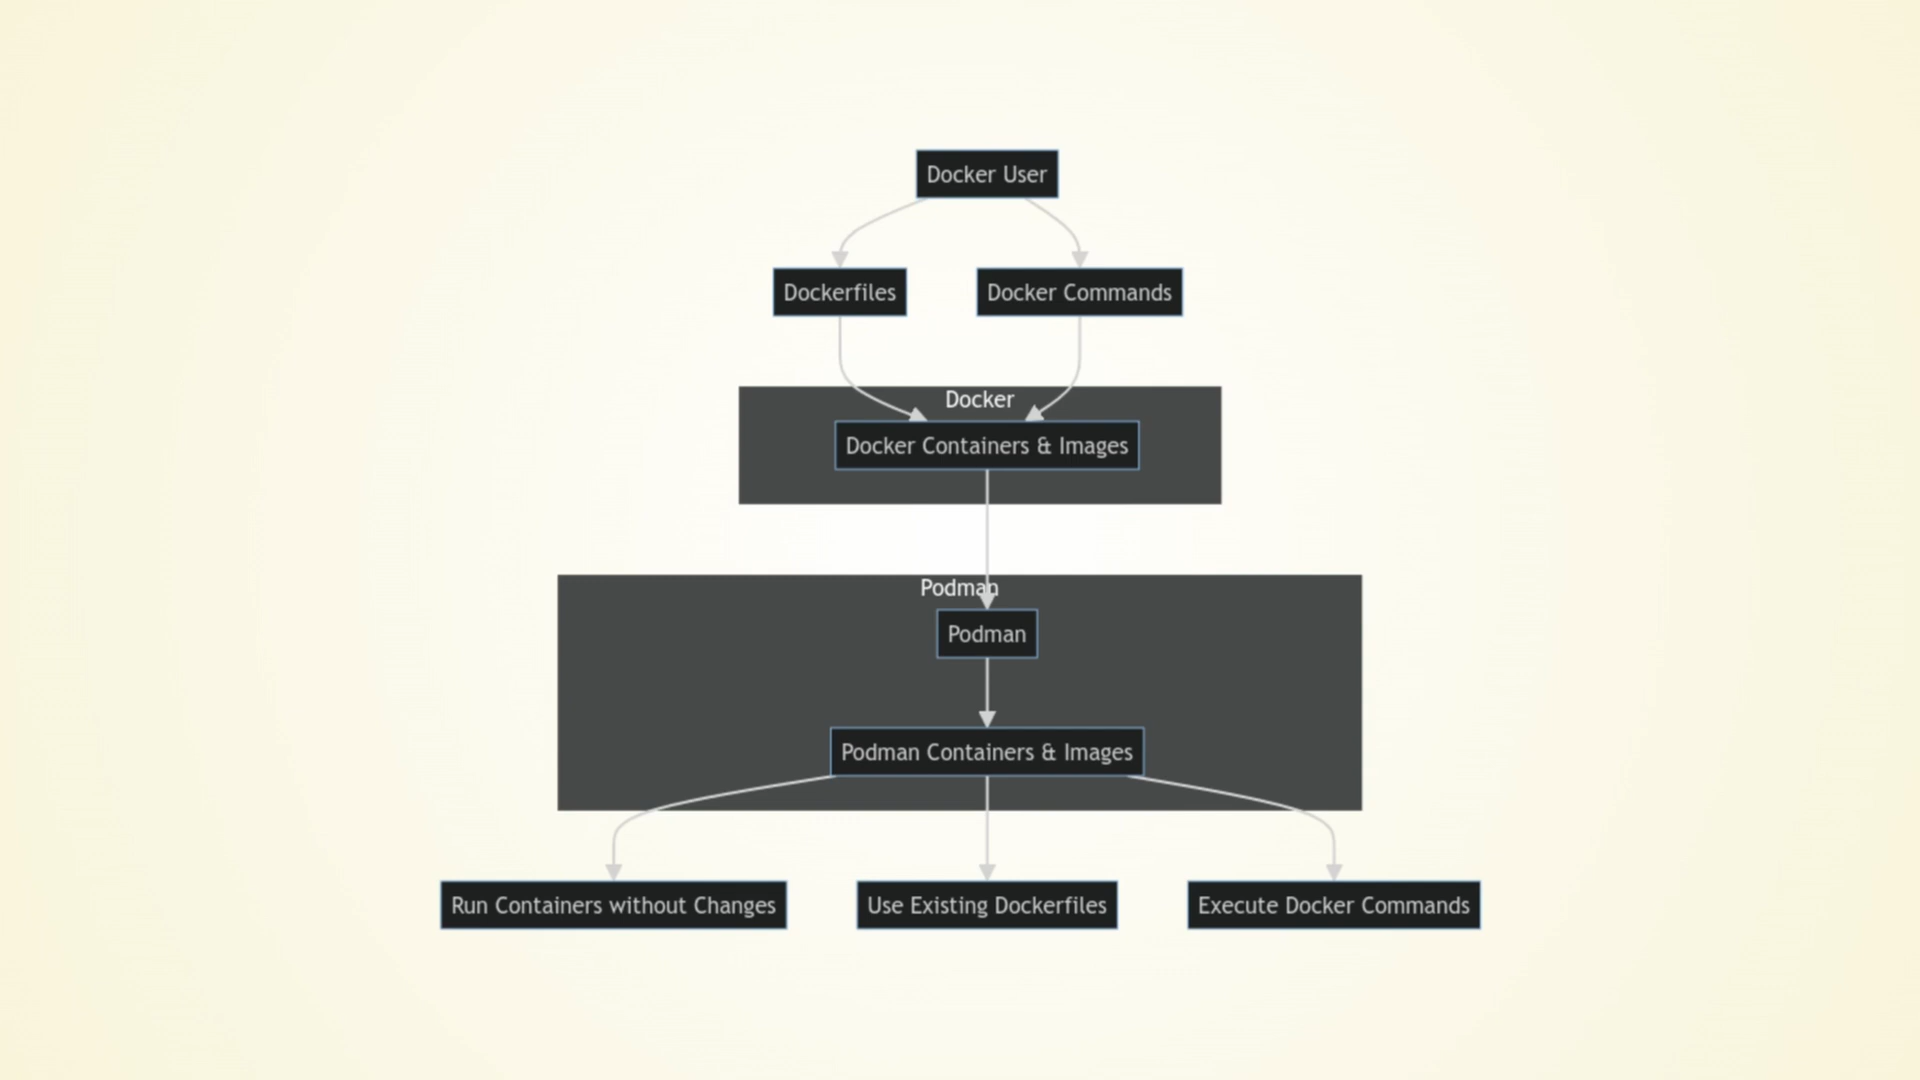 Docker User
Dockerfiles
Docker Commands
Docker
Docker Containers & Images
Podman
Podman
Podman Containers & Images
Run Containers without Changes
Use Existing Dockerfiles
Execute Docker Commands